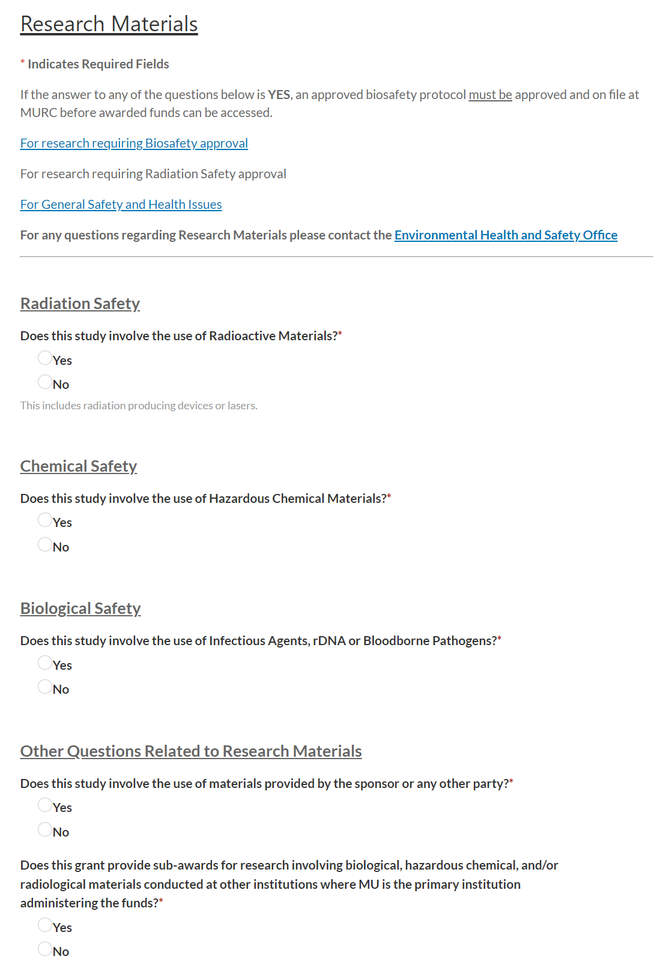 Research Materials
* Indicates Required Fields
If the answer to any of the questions below is YES, an approved biosafety protocol must be approved and on file at
MURC before awarded funds can be accessed.
For research requiring Biosafety approval
For research requiring Radiation Safety approval
For General Safety and Health Issues
For any questions regarding Research Materials please contact the Environmental Health and Safety Office
Radiation Safety
Does this study involve the use of Radioactive Materials?*
Yes
No
This includes radiation producing devices or lasers.
Chemical Safety
Does this study involve the use of Hazardous Chemical Materials?*
Yes
No
Biological Safety
Does this study involve the use of Infectious Agents, rDNA or Bloodborne Pathogens?*
Yes
No
Other Questions Related to Research Materials
Does this study involve the use of materials provided by the sponsor or any other party?*
Yes
No
Does this grant provide sub-awards for research involving biological, hazardous chemical, and/or
radiological materials conducted at other institutions where MU is the primary institution
administering the funds?*
Yes
No